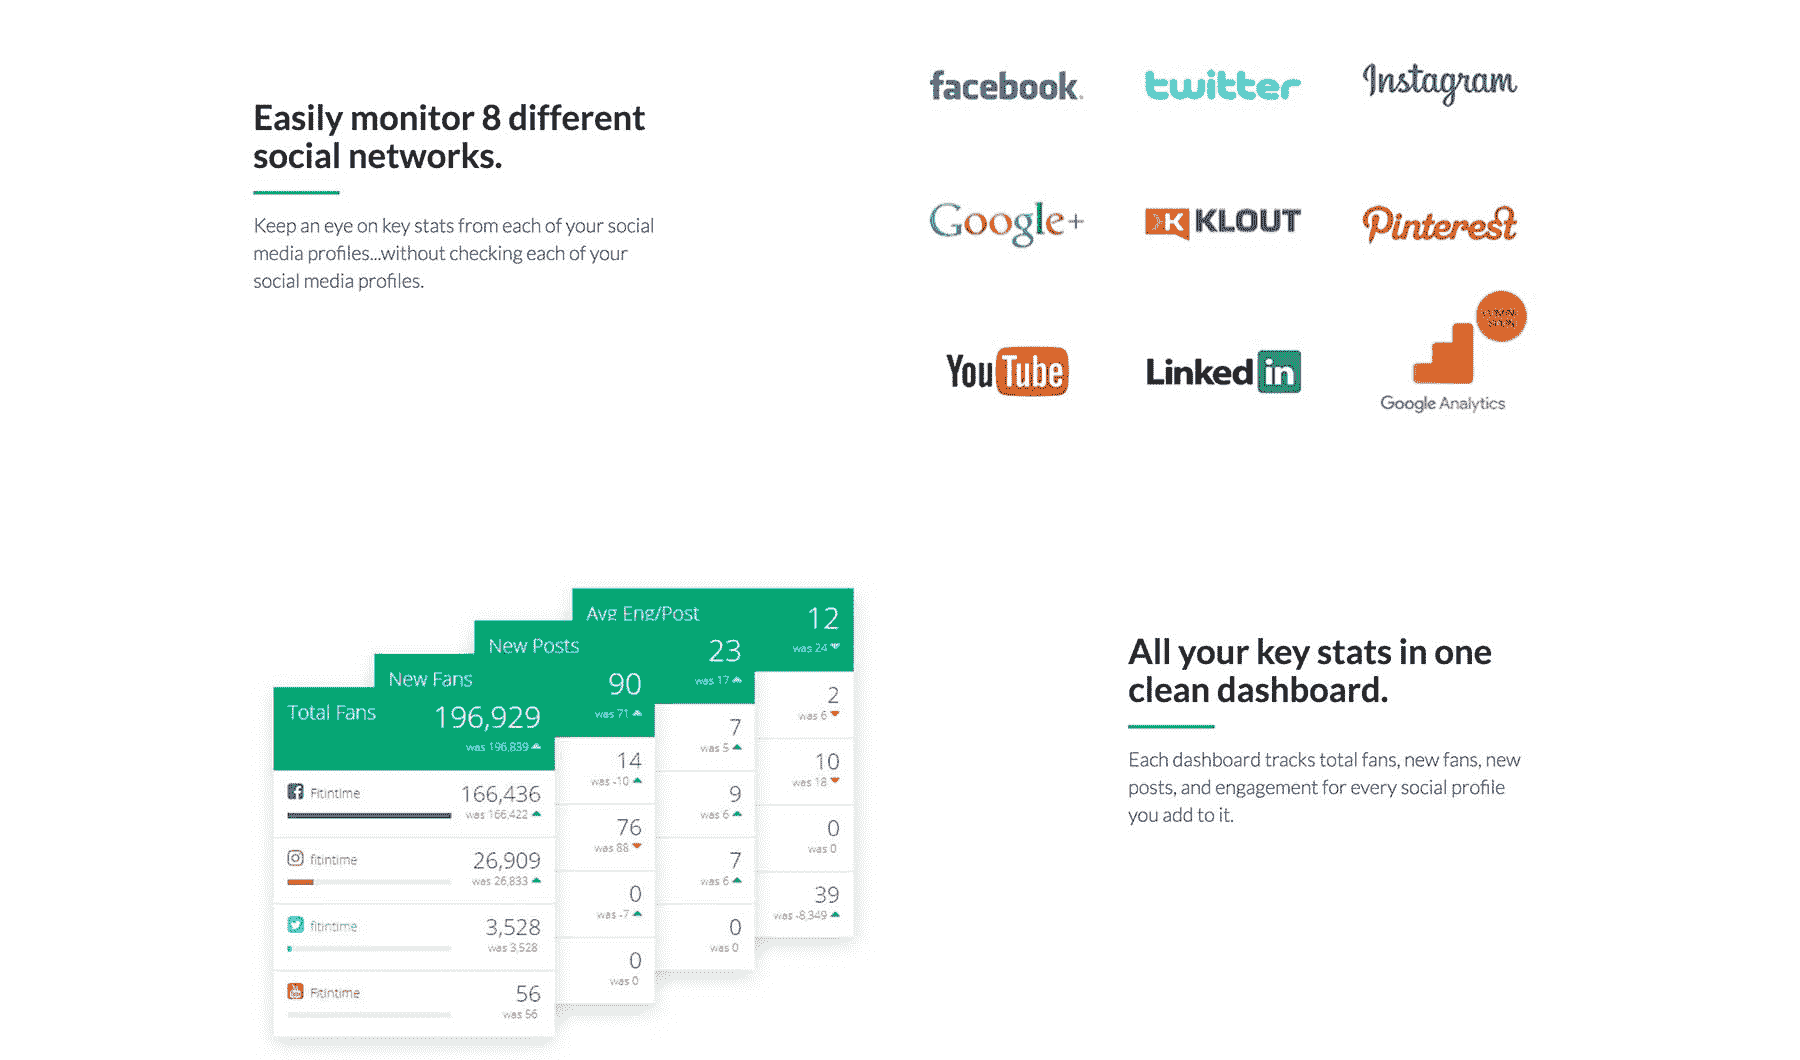 Easily monitor 8 different
social networks.
Keep an eye on key stats from each of your social
media profiles...without checking each of your
social media profiles.
facebook.
twitter
Instagram
Google+
KLOUT
Pinterest
YouTube
Linked in
Google Analytics
Avg Eng/Post 12
was 24
New Posts 23
was 17
New Fans 90
was 71
Total Fans 196,929
was 196,839
Fitintime 166,436
was 166,422
fitintime 26,909
was 26,833
fitintime 3,528
was 3,528
Fitintime 56
was 56
14
was -10
76
was 88
0
was -7
0
was 0
7
was 5
9
was 6
7
was 6
0
was 0
2
was 6
10
was 18
0
was 0
39
was -8,349
All your key stats in one
clean dashboard.
Each dashboard tracks total fans, new fans, new
posts, and engagement for every social profile
you add to it.